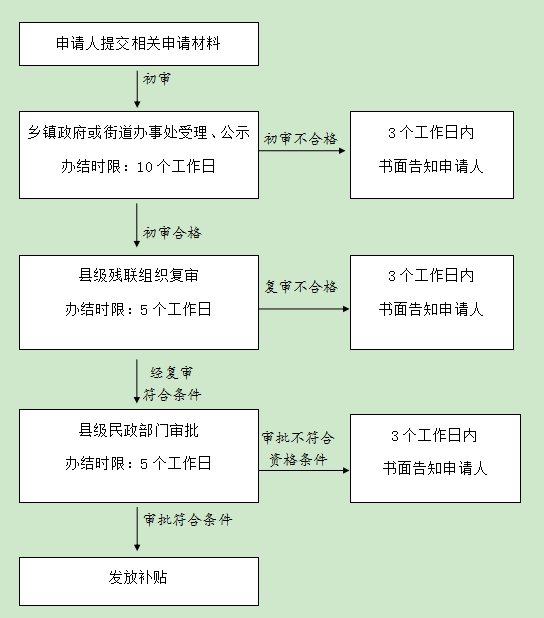 申请人提交相关申请材料
初审
乡镇政府或街道办事处受理、公示
办结时限：10个工作日
初审不合格
3个工作日内
书面告知申请人
初审合格
县级残联组织复审
办结时限：5个工作日
复审不合格
3个工作日内
书面告知申请人
经复审
符合条件
县级民政部门审批
办结时限：5个工作日
审批不符合
资格条件
3个工作日内
书面告知申请人
审批符合条件
发放补贴